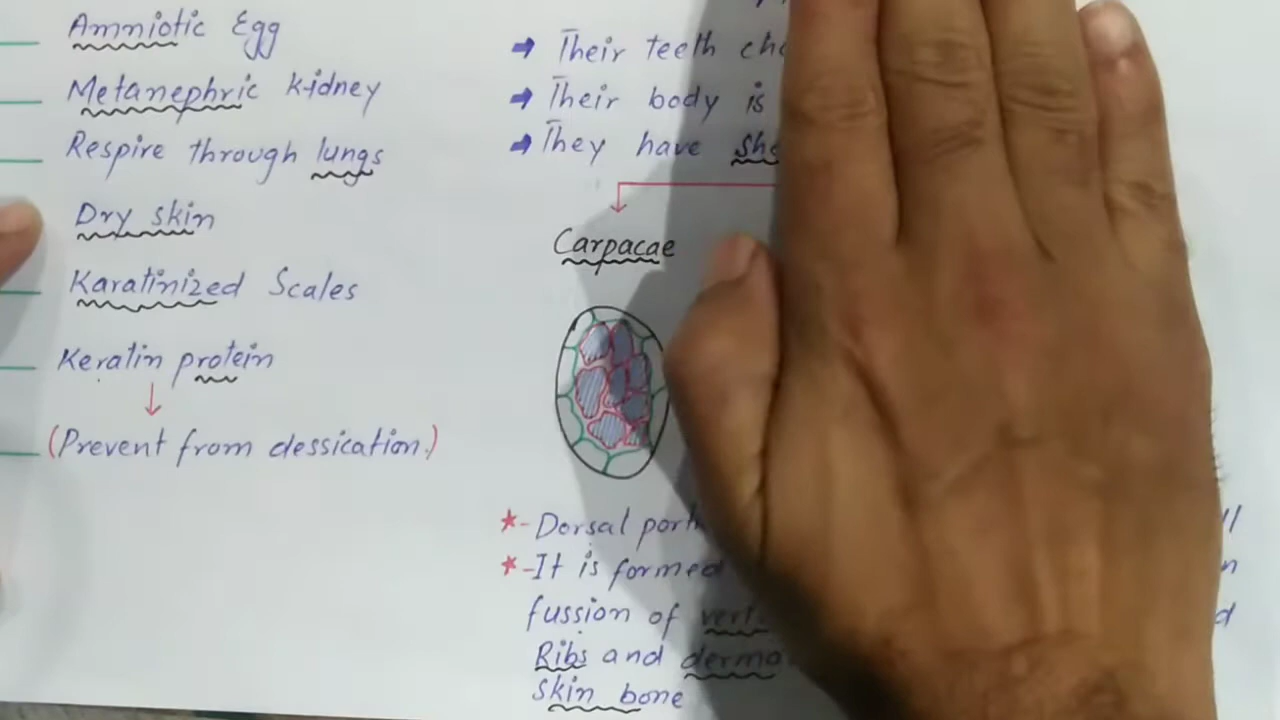 Amniotic Egg
Metanephric kidney
Respire through lungs
Dry skin
Karatinized Scales
Keratin protein
(Prevent from dessication.)
Their teeth
Their body is
They have
Carpacae
*- Dorsal
*- It is formed
fussion of
Ribs and
skin bone